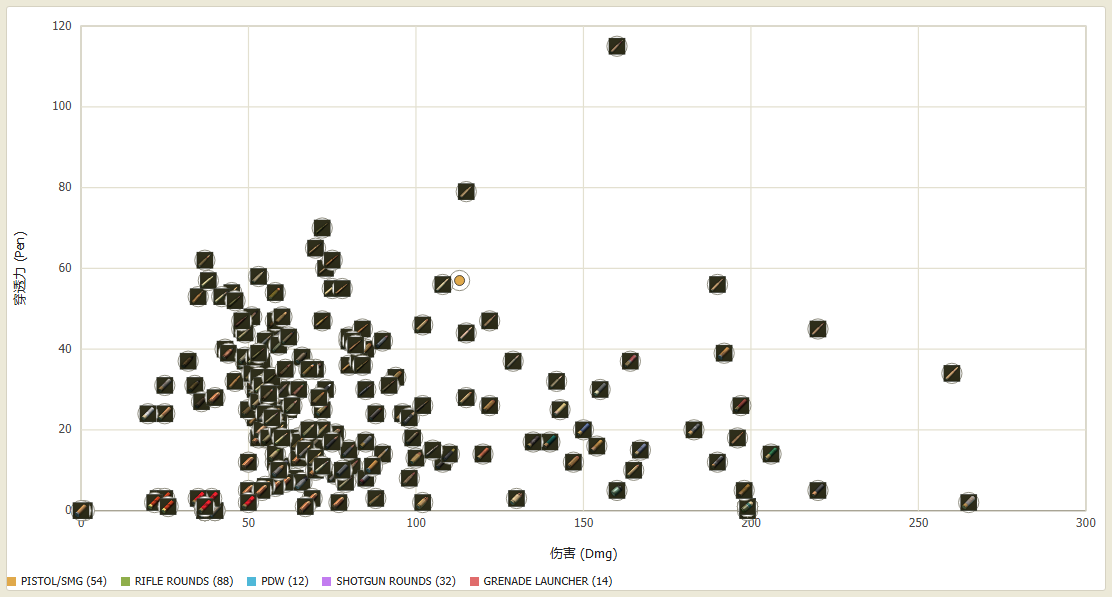 120
100
80
60
40
20
0
穿透力 (Pen)
0 50 100 150 200 250 300
伤害 (Dmg)
PISTOL/SMG (54) RIFLE ROUNDS (88) PDW (12) SHOTGUN ROUNDS (32) GRENADE LAUNCHER (14)